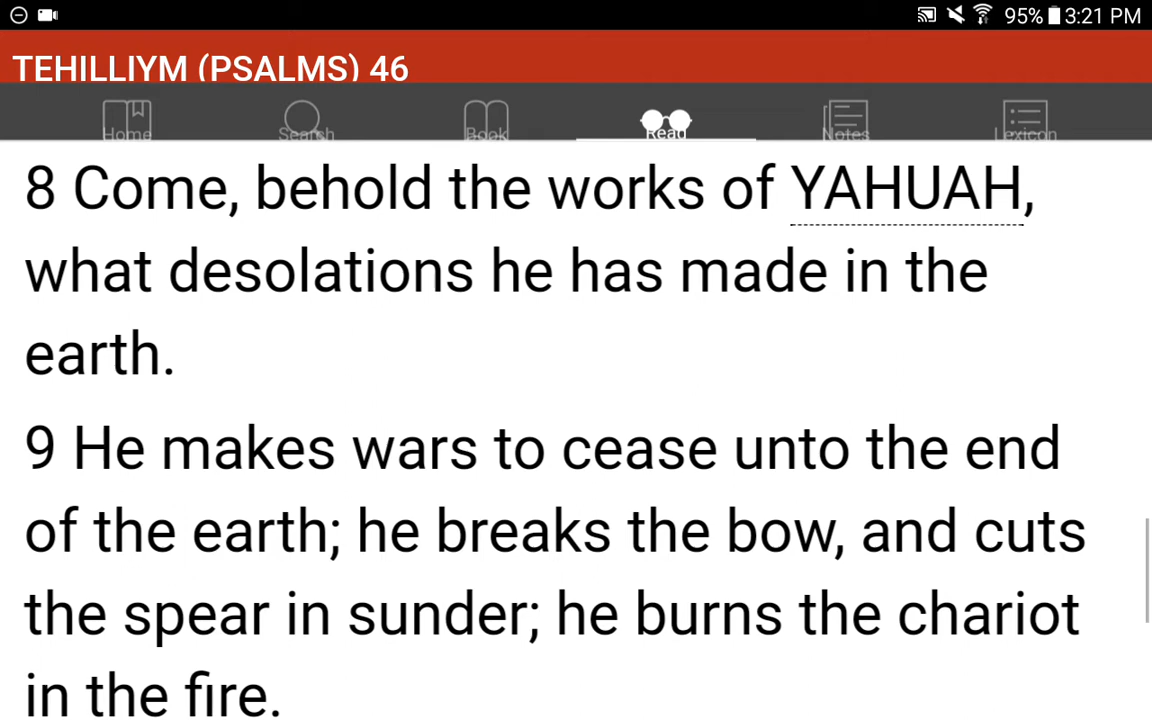 95% 3:21 PM
TEHILLIYM (PSALMS) 46
Home Search Book Read Notes Lexicon
8 Come, behold the works of YAHUAH,
what desolations he has made in the
earth.
9 He makes wars to cease unto the end
of the earth; he breaks the bow, and cuts
the spear in sunder; he burns the chariot
in the fire.